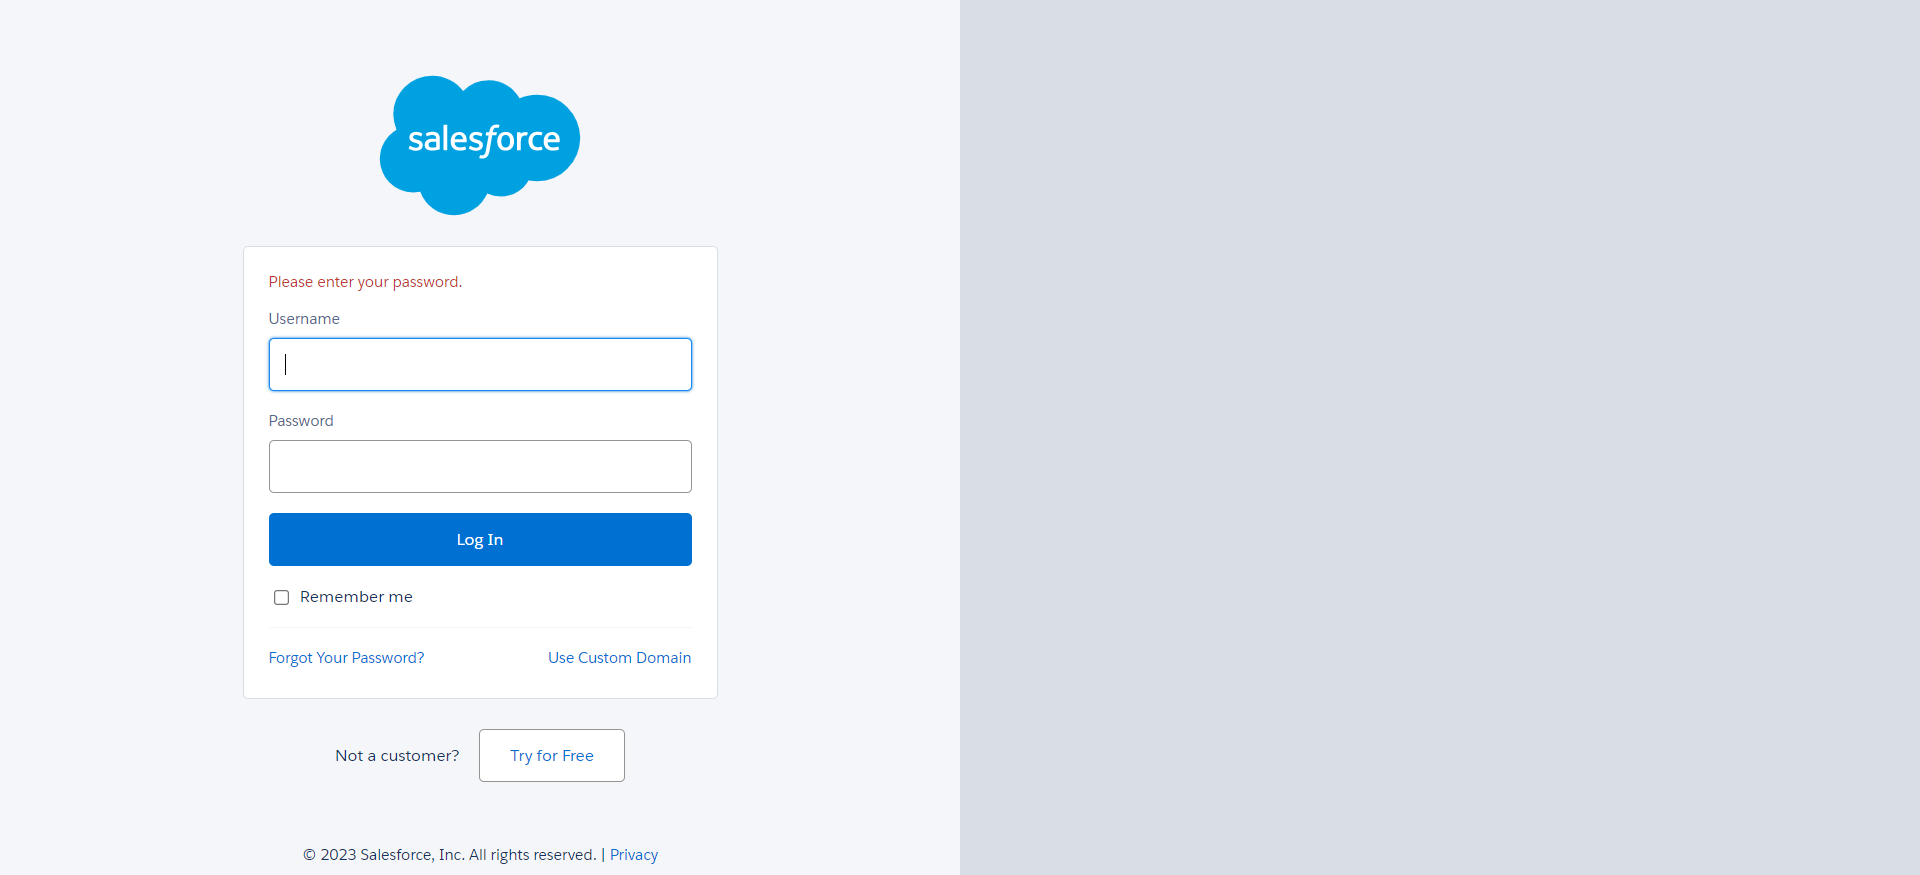 salesforce
Please enter your password.
Username
Password
Log In
Remember me
Forgot Your Password? Use Custom Domain
Not a customer? Try for Free
© 2023 Salesforce, Inc. All rights reserved. | Privacy